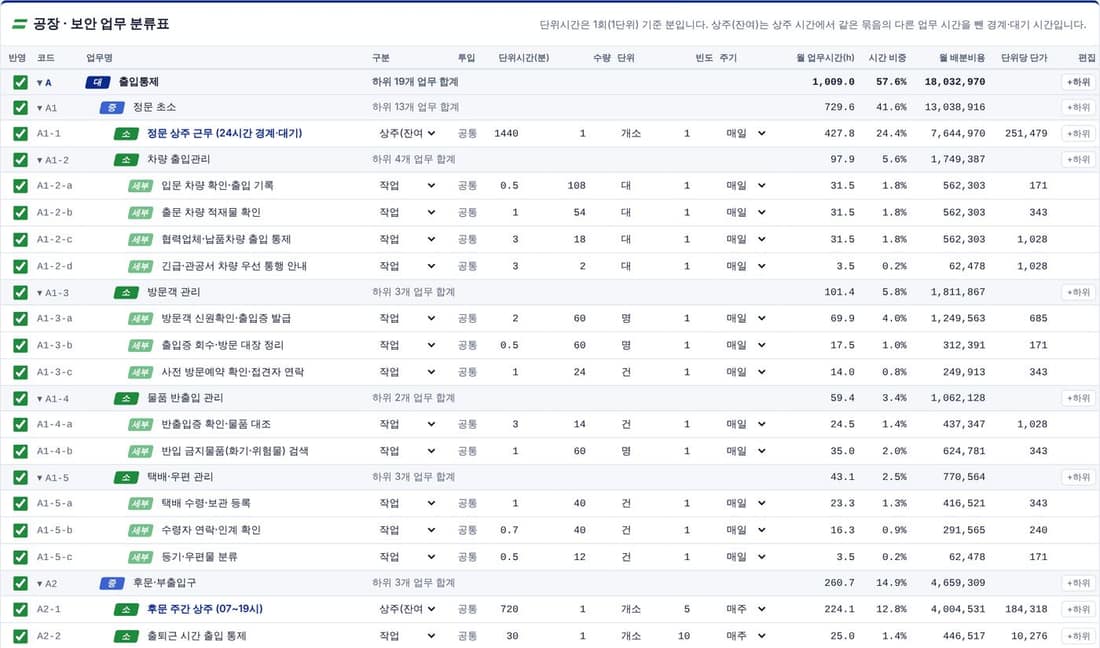 공장 · 보안 업무 분류표
단위시간은 1회(1단위) 기준 분입니다. 상주(잔여)는 상주 시간에서 같은 묶음의 다른 업무 시간을 뺀 경계·대기 시간입니다.
반영 코드 업무명 구분 투입 단위시간(분) 수량 단위 빈도 주기 월 업무시간(h) 시간 비중 월 배분비용 단위당 단가 편집
▼ A 대 출입통제 하위 19개 업무 합계 1,009.0 57.6% 18,032,970 +하위
▼ A1 중 정문 초소 하위 13개 업무 합계 729.6 41.6% 13,038,916 +하위
A1-1 소 정문 상주 근무 (24시간 경계·대기) 상주(잔여 공통 1440 1 개소 1 매일 427.8 24.4% 7,644,970 251,479 +하위
▼ A1-2 소 차량 출입관리 하위 4개 업무 합계 97.9 5.6% 1,749,387 +하위
A1-2-a 세부 입문 차량 확인·출입 기록 작업 공통 0.5 108 대 1 매일 31.5 1.8% 562,303 171
A1-2-b 세부 출문 차량 적재물 확인 작업 공통 1 54 대 1 매일 31.5 1.8% 562,303 343
A1-2-c 세부 협력업체·납품차량 출입 통제 작업 공통 3 18 대 1 매일 31.5 1.8% 562,303 1,028
A1-2-d 세부 긴급·관공서 차량 우선 통행 안내 작업 공통 3 2 대 1 매일 3.5 0.2% 62,478 1,028
▼ A1-3 소 방문객 관리 하위 3개 업무 합계 101.4 5.8% 1,811,867 +하위
A1-3-a 세부 방문객 신원확인·출입증 발급 작업 공통 2 60 명 1 매일 69.9 4.0% 1,249,563 685
A1-3-b 세부 출입증 회수·방문 대장 정리 작업 공통 0.5 60 명 1 매일 17.5 1.0% 312,391 171
A1-3-c 세부 사전 방문예약 확인·접견자 연락 작업 공통 1 24 건 1 매일 14.0 0.8% 249,913 343
▼ A1-4 소 물품 반출입 관리 하위 2개 업무 합계 59.4 3.4% 1,062,128 +하위
A1-4-a 세부 반출입증 확인·물품 대조 작업 공통 3 14 건 1 매일 24.5 1.4% 437,347 1,028
A1-4-b 세부 반입 금지물품(화기·위험물) 검색 작업 공통 1 60 명 1 매일 35.0 2.0% 624,781 343
▼ A1-5 소 택배·우편 관리 하위 3개 업무 합계 43.1 2.5% 770,564 +하위
A1-5-a 세부 택배 수령·보관 등록 작업 공통 1 40 건 1 매일 23.3 1.3% 416,521 343
A1-5-b 세부 수령자 연락·인계 확인 작업 공통 0.7 40 건 1 매일 16.3 0.9% 291,565 240
A1-5-c 세부 등기·우편물 분류 작업 공통 0.5 12 건 1 매일 3.5 0.2% 62,478 171
▼ A2 중 후문·부출입구 하위 3개 업무 합계 260.7 14.9% 4,659,309 +하위
A2-1 소 후문 주간 상주 (07~19시) 상주(잔여 공통 720 1 개소 5 매주 224.1 12.8% 4,004,531 184,318 +하위
A2-2 소 출퇴근 시간 출입 통제 작업 공통 30 1 개소 10 매주 25.0 1.4% 446,517 10,276 +하위